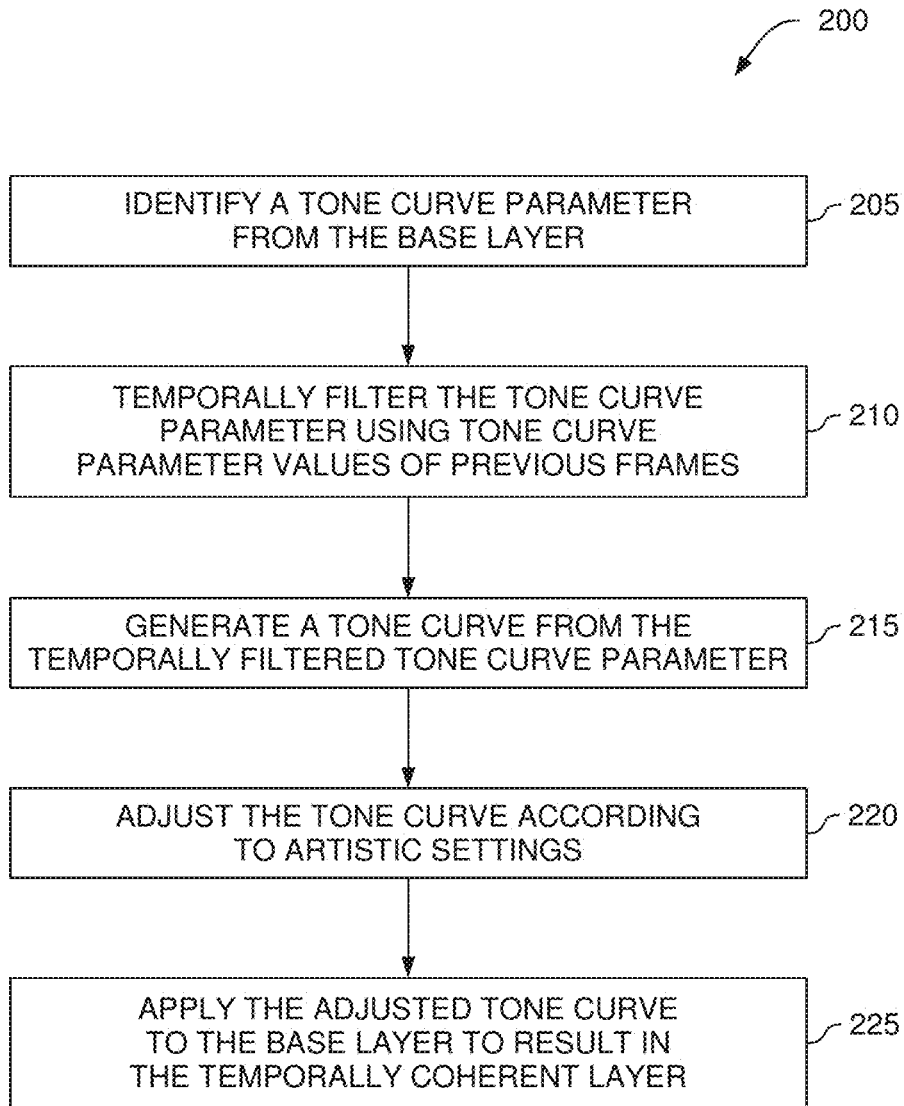 200
IDENTIFY A TONE CURVE PARAMETER
FROM THE BASE LAYER
205
TEMPORALLY FILTER THE TONE CURVE
PARAMETER USING TONE CURVE
PARAMETER VALUES OF PREVIOUS FRAMES
210
GENERATE A TONE CURVE FROM THE
TEMPORALLY FILTERED TONE CURVE PARAMETER
215
ADJUST THE TONE CURVE ACCORDING
TO ARTISTIC SETTINGS
220
APPLY THE ADJUSTED TONE CURVE
TO THE BASE LAYER TO RESULT IN
THE TEMPORALLY COHERENT LAYER
225